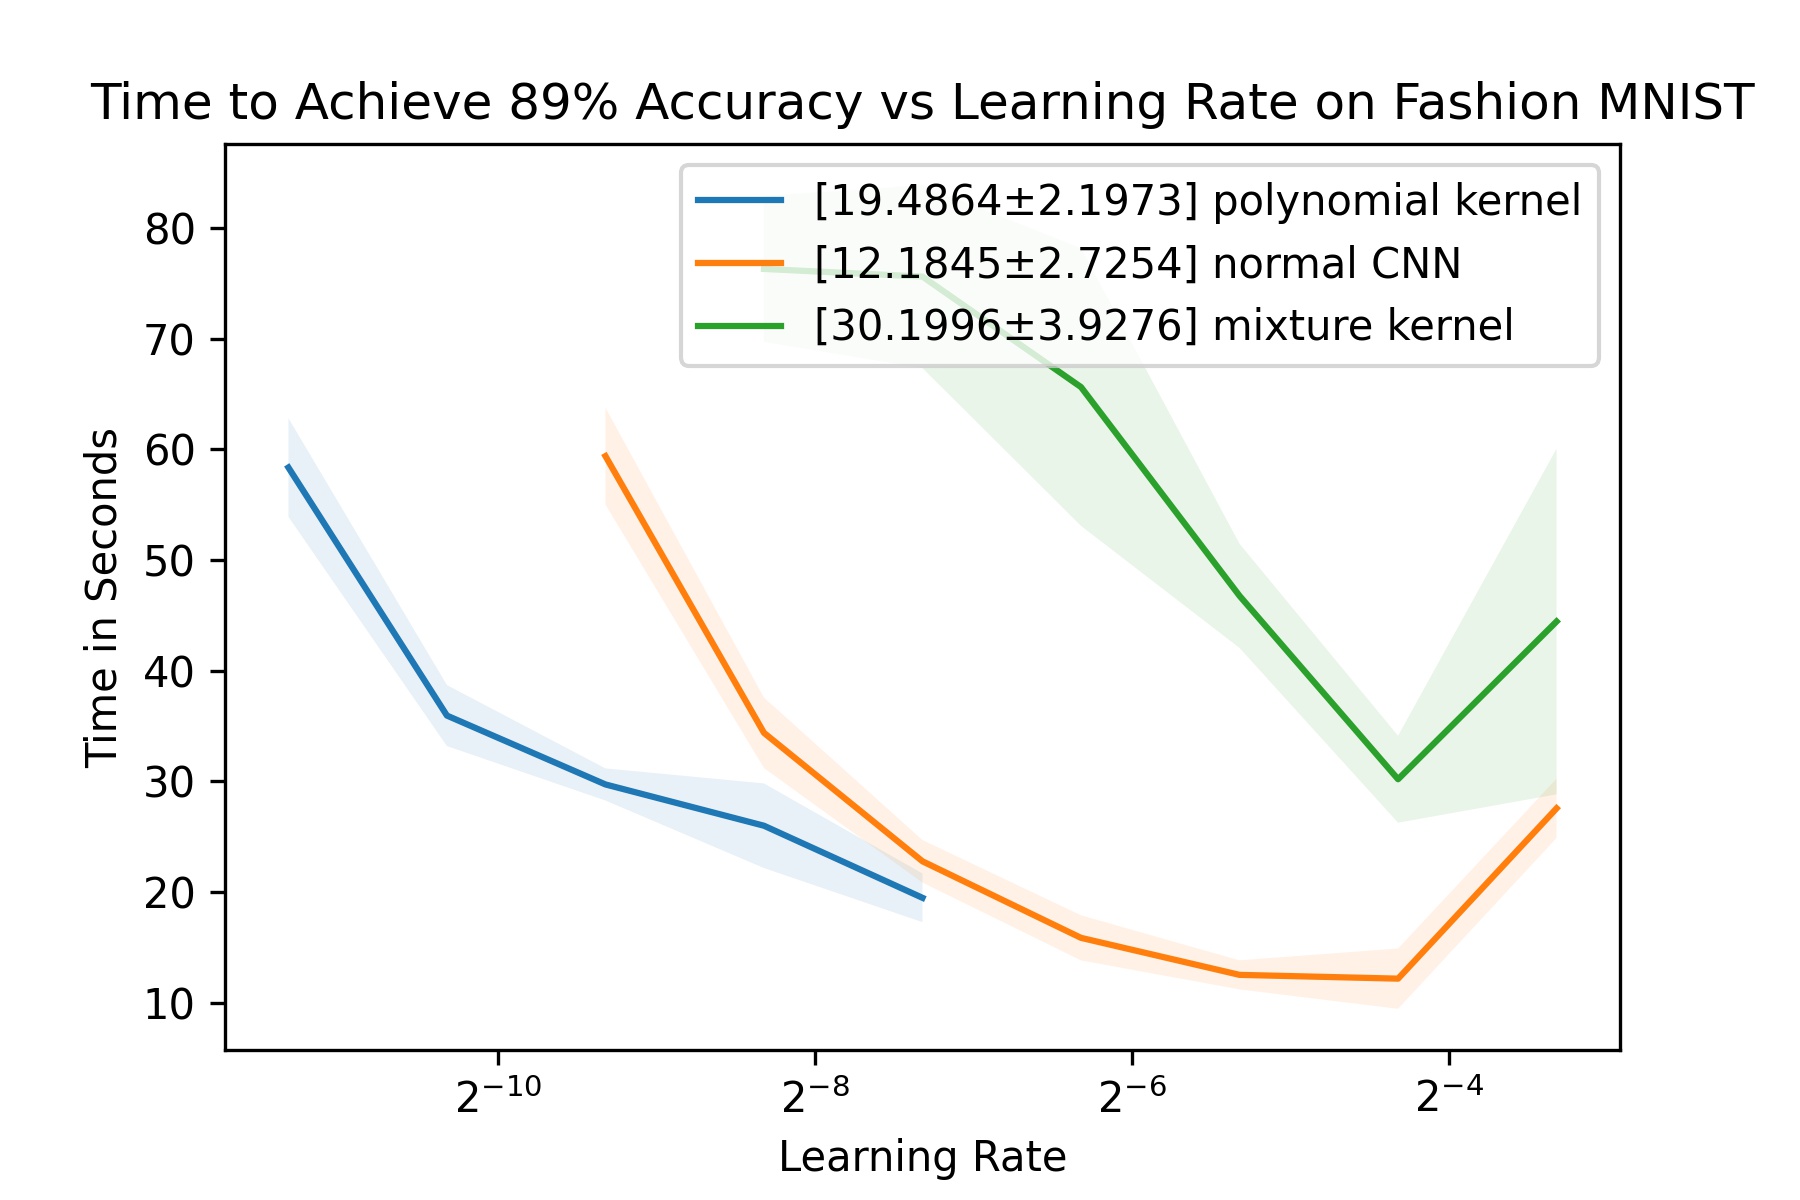 Time to Achieve 89% Accuracy vs Learning Rate on Fashion MNIST
[19.4864±2.1973] polynomial kernel
[12.1845±2.7254] normal CNN
[30.1996±3.9276] mixture kernel
80
70
60
50
40
30
20
10
Time in Seconds
2⁻¹⁰ 2⁻⁸ 2⁻⁶ 2⁻⁴
Learning Rate